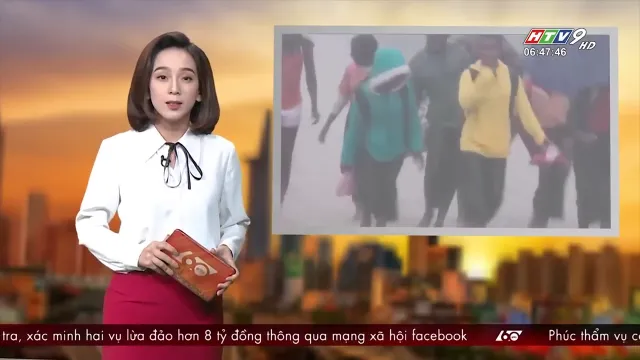 HTV9 HD
06:47:46
tra, xác minh hai vụ lừa đảo hơn 8 tỷ đồng thông qua mạng xã hội facebook 60 Phúc thẩm vụ